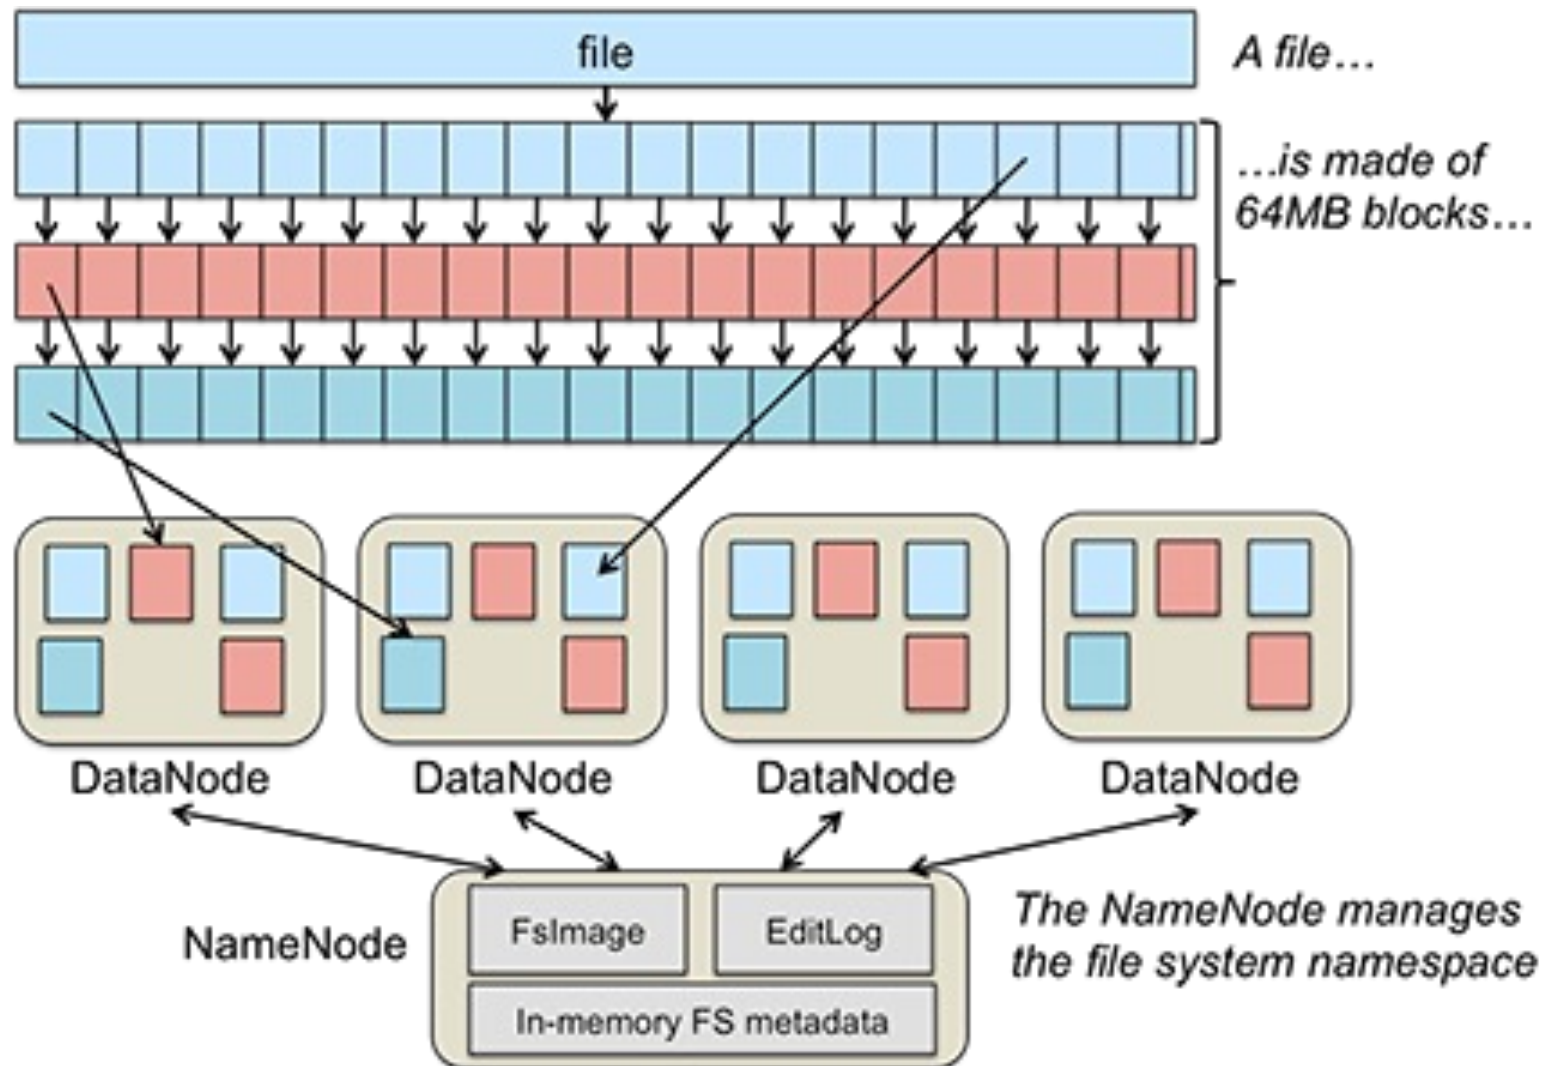 file
A file…
…is made of
64MB blocks…
DataNode
DataNode
DataNode
DataNode
NameNode
FsImage
EditLog
In-memory FS metadata
The NameNode manages
the file system namespace